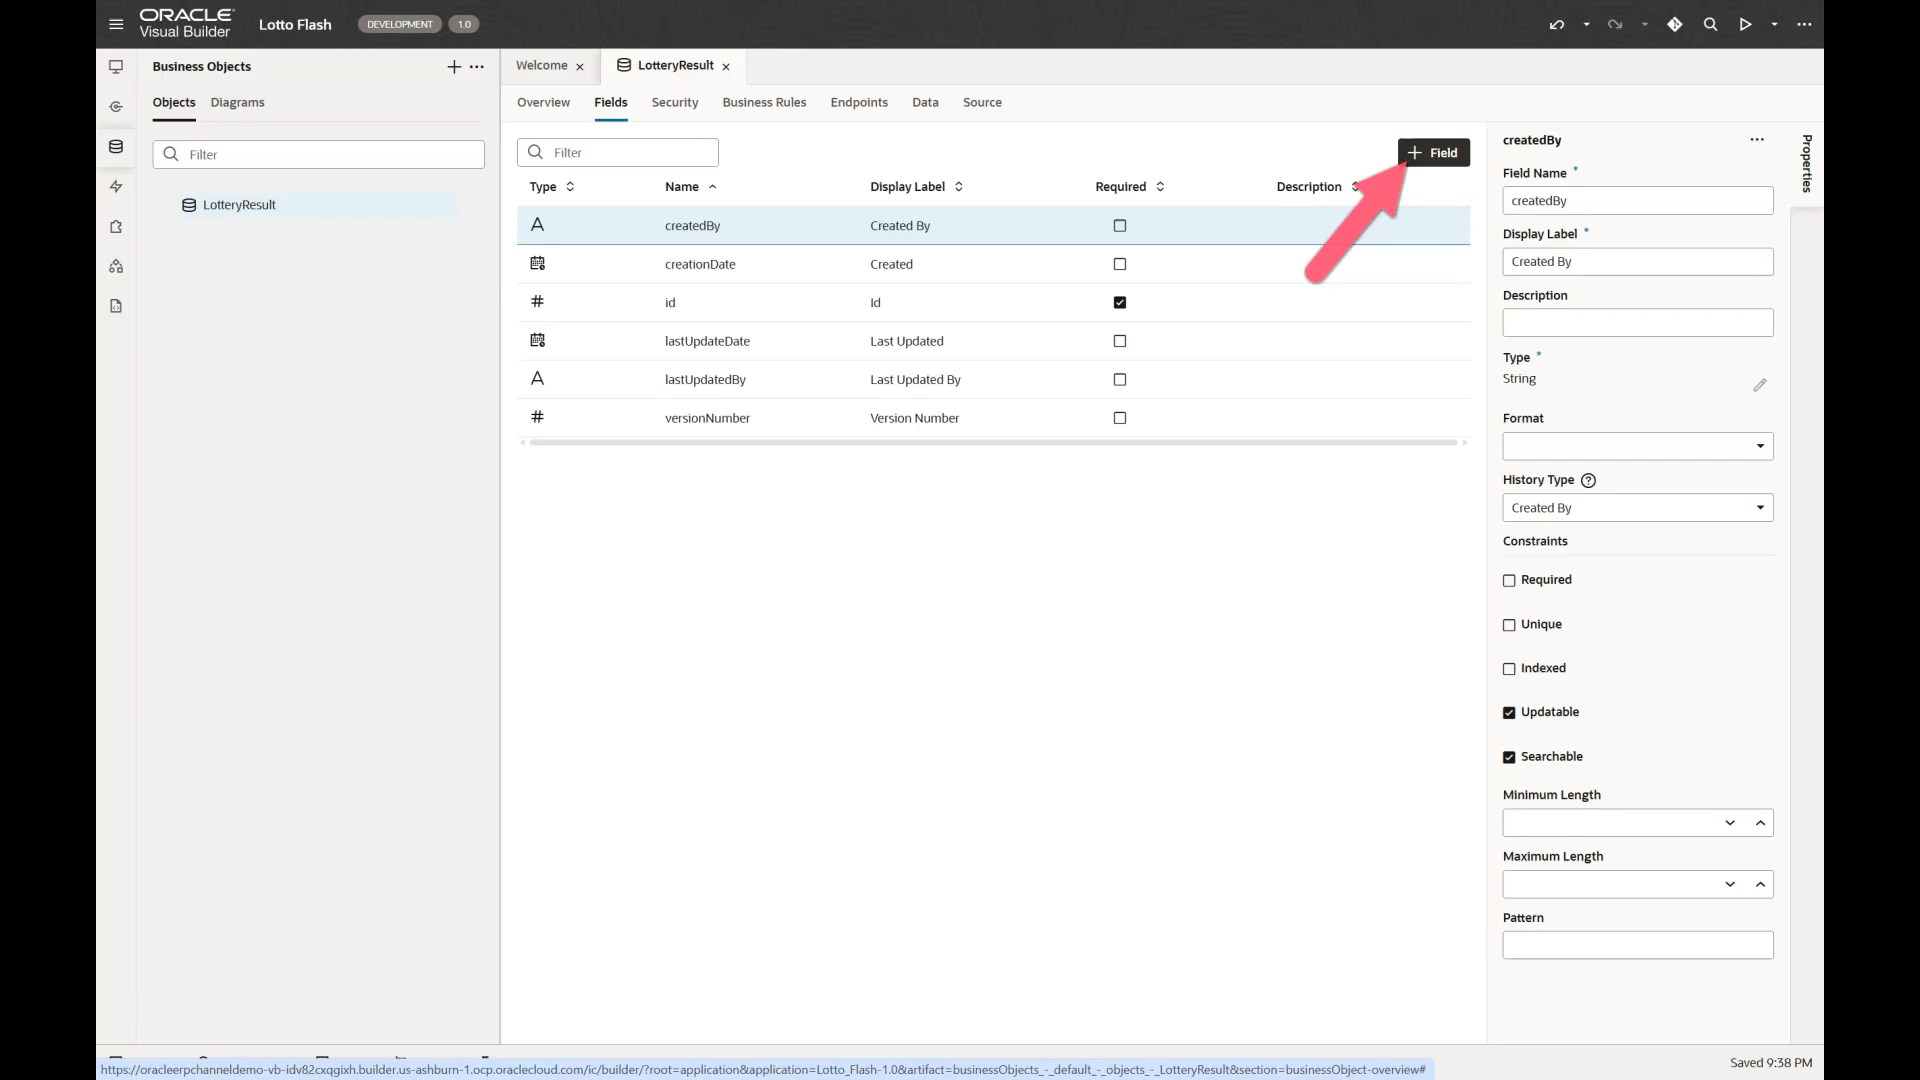 ORACLE
Visual Builder
Lotto Flash
DEVELOPMENT
1.0
Business Objects
Objects
Diagrams
Filter
LotteryResult
Welcome
LotteryResult
Overview
Fields
Security
Business Rules
Endpoints
Data
Source
Filter
+ Field
Type
Name
Display Label
Required
Description
A
createdBy
Created By
creationDate
Created
#
id
Id
lastUpdateDate
Last Updated
A
lastUpdatedBy
Last Updated By
#
versionNumber
Version Number
createdBy
Properties
Field Name *
createdBy
Display Label *
Created By
Description
Type *
String
Format
History Type ?
Created By
Constraints
Required
Unique
Indexed
Updatable
Searchable
Minimum Length
Maximum Length
Pattern
https://oracleerpchanneldemo-vb-idv82cxqgixh.builder.us-ashburn-1.ocp.oraclecloud.com/ic/builder/?root=application&application=Lotto_Flash-1.0&artifact=businessObjects_-_default_-_objects_-_LotteryResult&section=businessObject-overview#
Saved 9:38 PM